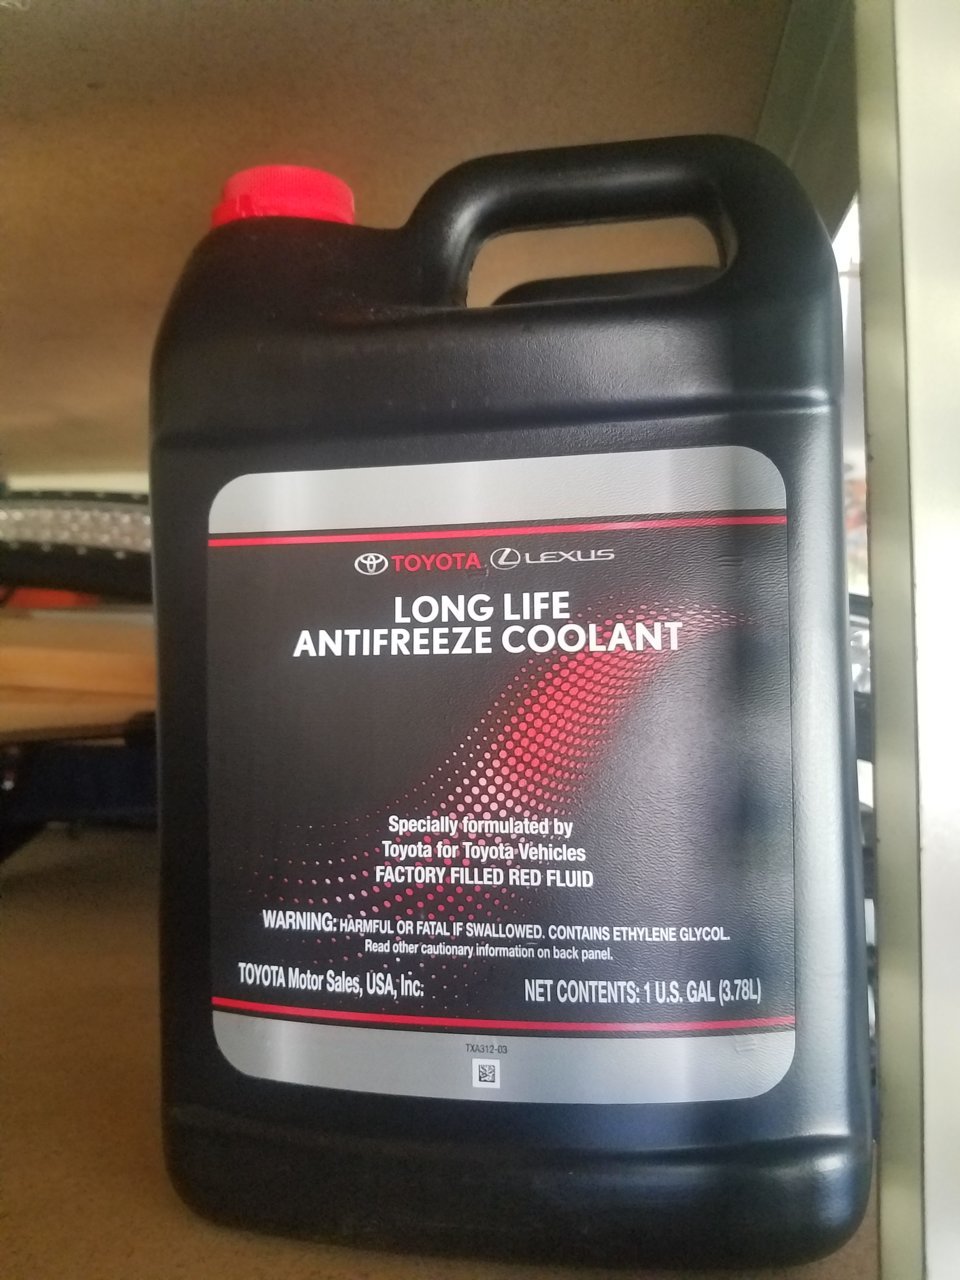 TOYOTA LEXUS
LONG LIFE
ANTIFREEZE COOLANT
Specially formulated by
Toyota for Toyota Vehicles
FACTORY FILLED RED FLUID
WARNING: HARMFUL OR FATAL IF SWALLOWED. CONTAINS ETHYLENE GLYCOL.
Read other cautionary information on back panel.
TOYOTA Motor Sales, USA, Inc.
NET CONTENTS: 1 U.S. GAL (3.78L)
TXA312-03